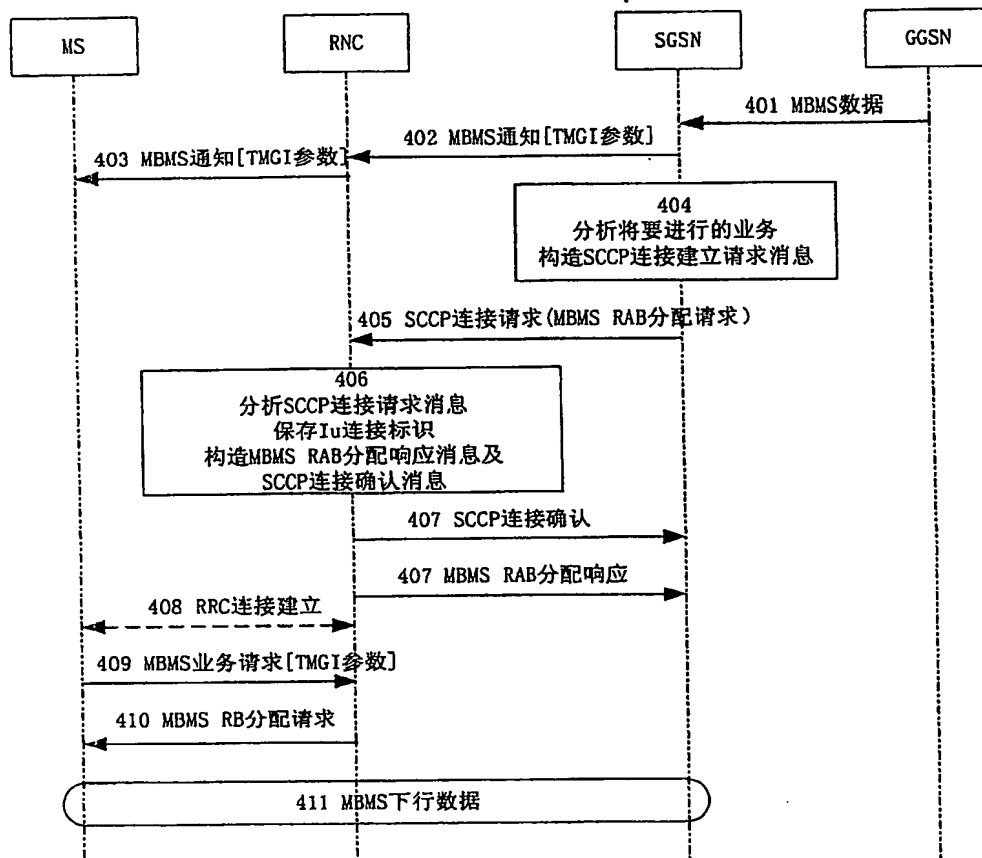 MS
RNC
SGSN
GGSN
401 MBMS数据
402 MBMS通知[TMGI参数]
403 MBMS通知[TMGI参数]
404
分析将要进行的业务
构造SCCP连接建立请求消息
405 SCCP连接请求(MBMS RAB分配请求)
406
分析SCCP连接请求消息
保存Iu连接标识
构造MBMS RAB分配响应消息及
SCCP连接确认消息
407 SCCP连接确认
407 MBMS RAB分配响应
408 RRC连接建立
409 MBMS业务请求[TMGI参数]
410 MBMS RB分配请求
411 MBMS下行数据